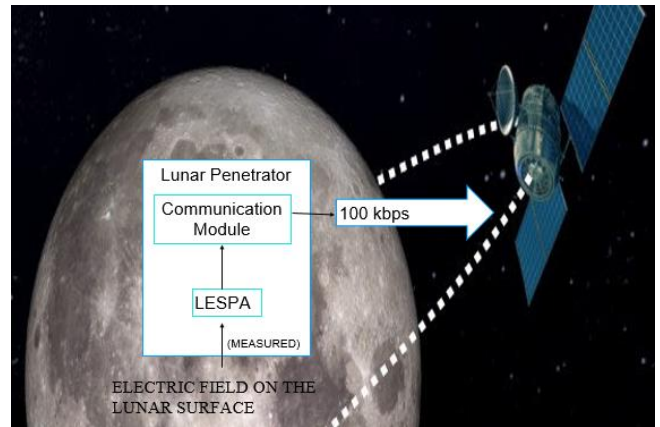 Lunar Penetrator
Communication
Module
100 kbps
LESPA
(MEASURED)
ELECTRIC FIELD ON THE
LUNAR SURFACE